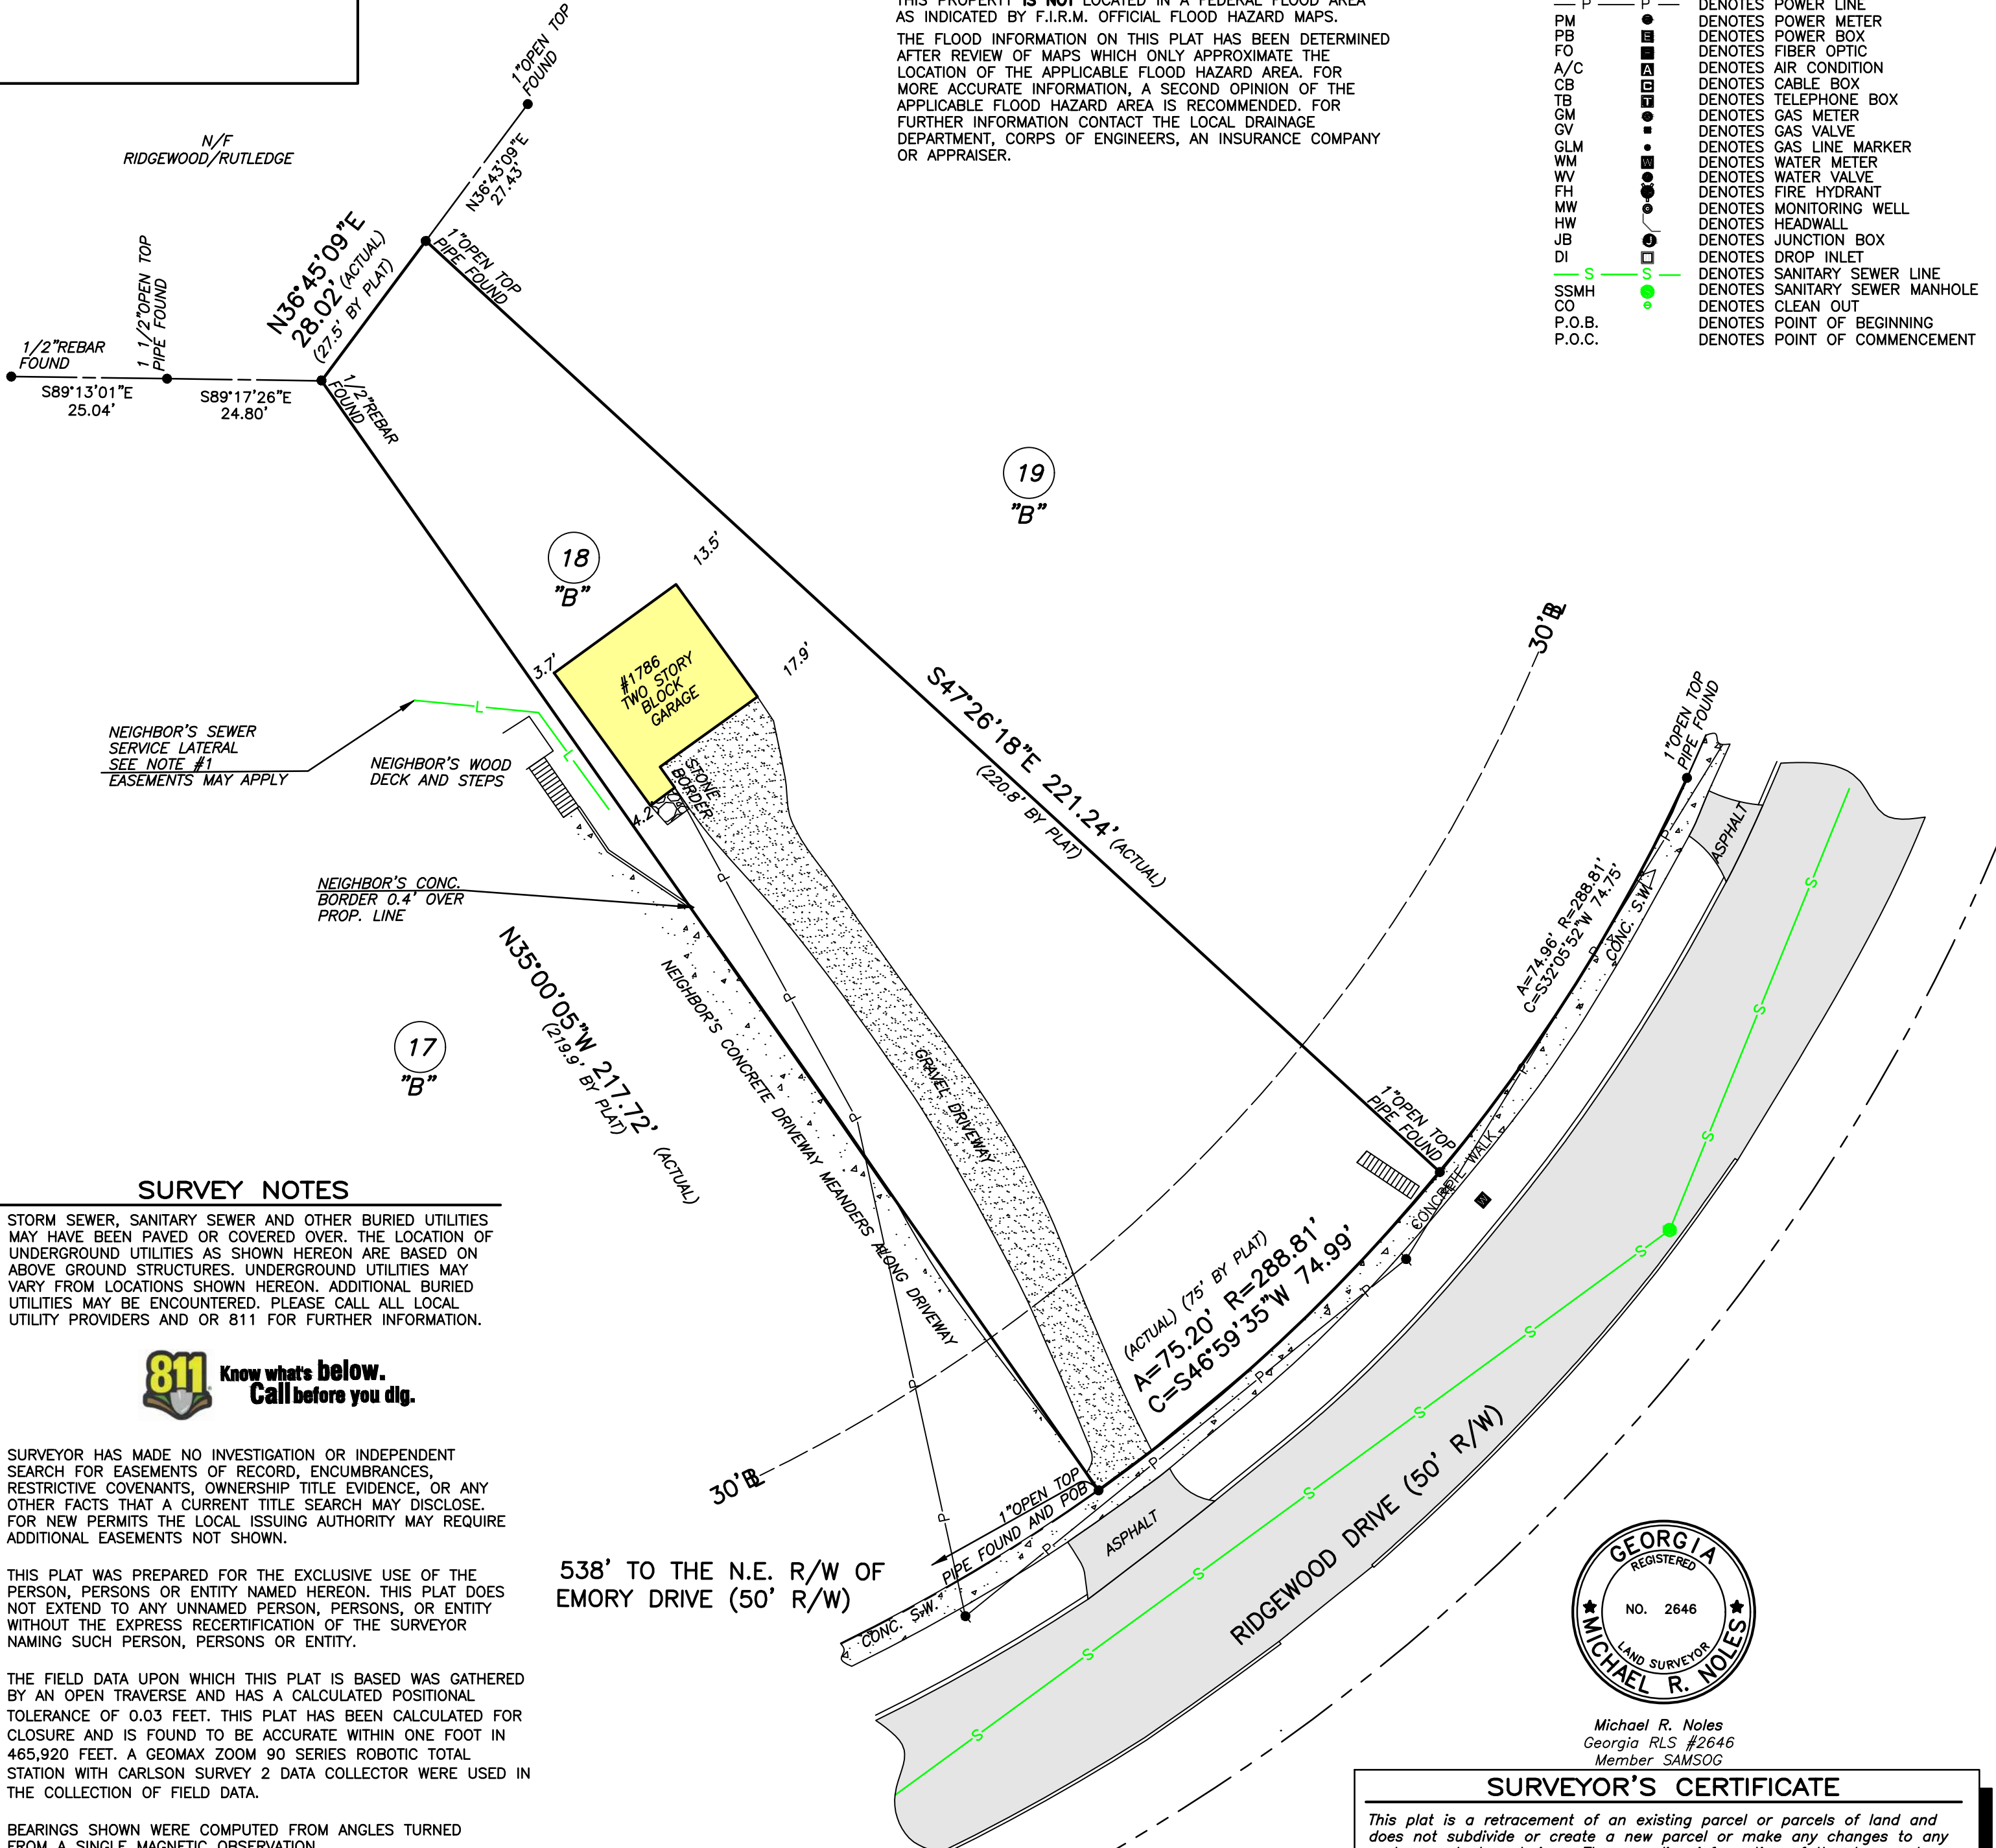 THIS PROPERTY IS NOT LOCATED IN A FEDERAL FLOOD AREA
AS INDICATED BY F.I.R.M. OFFICIAL FLOOD HAZARD MAPS.
THE FLOOD INFORMATION ON THIS PLAT HAS BEEN DETERMINED
AFTER REVIEW OF MAPS WHICH ONLY APPROXIMATE THE
LOCATION OF THE APPLICABLE FLOOD HAZARD AREA. FOR
MORE ACCURATE INFORMATION, A SECOND OPINION OF THE
APPLICABLE FLOOD HAZARD AREA IS RECOMMENDED. FOR
FURTHER INFORMATION CONTACT THE LOCAL DRAINAGE
DEPARTMENT, CORPS OF ENGINEERS, AN INSURANCE COMPANY
OR APPRAISER.
P P DENOTES POWER LINE
PM DENOTES POWER METER
PB E DENOTES POWER BOX
FO DENOTES FIBER OPTIC
A/C A DENOTES AIR CONDITION
CB C DENOTES CABLE BOX
TB T DENOTES TELEPHONE BOX
GM DENOTES GAS METER
GV DENOTES GAS VALVE
GLM DENOTES GAS LINE MARKER
WM W DENOTES WATER METER
WV DENOTES WATER VALVE
FH DENOTES FIRE HYDRANT
MW DENOTES MONITORING WELL
HW DENOTES HEADWALL
JB J DENOTES JUNCTION BOX
DI DENOTES DROP INLET
S S DENOTES SANITARY SEWER LINE
SSMH DENOTES SANITARY SEWER MANHOLE
CO DENOTES CLEAN OUT
P.O.B. DENOTES POINT OF BEGINNING
P.O.C. DENOTES POINT OF COMMENCEMENT
1"OPEN TOP
FOUND
N36°43'09"E
27.43'
N/F
RIDGEWOOD/RUTLEDGE
1"OPEN TOP
PIPE FOUND
N36°45'09"E
28.02' (ACTUAL)
(27.5' BY PLAT)
1 1/2"OPEN TOP
PIPE FOUND
1/2"REBAR
FOUND
S89°13'01"E
25.04'
S89°17'26"E
24.80'
1/2"REBAR
FOUND
19
"B"
18
"B"
13.5'
17.9'
3.7'
4.2'
#1786
TWO STORY
BLOCK
GARAGE
STONE
BORDER
S47°26'18"E 221.24' (ACTUAL)
(220.8' BY PLAT)
30'BL
1"OPEN TOP
PIPE FOUND
NEIGHBOR'S SEWER
SERVICE LATERAL
SEE NOTE #1
EASEMENTS MAY APPLY
L
L
NEIGHBOR'S WOOD
DECK AND STEPS
NEIGHBOR'S CONC.
BORDER 0.4' OVER
PROP. LINE
N35°00'05"W 217.72' (ACTUAL)
(219.9' BY PLAT)
17
"B"
NEIGHBOR'S CONCRETE DRIVEWAY MEANDERS ALONG DRIVEWAY
GRAVEL DRIVEWAY
A=74.96' R=288.81'
C=S32°05'52"W 74.75'
CONC. S.W.
ASPHALT
1"OPEN TOP
PIPE FOUND
CONCRETE WALK
W
(ACTUAL) (75' BY PLAT)
A=75.20' R=288.81'
C=S46°59'35"W 74.99'
30'BL
1"OPEN TOP
PIPE FOUND AND POB
538' TO THE N.E. R/W OF
EMORY DRIVE (50' R/W)
CONC. S.W.
ASPHALT
RIDGEWOOD DRIVE (50' R/W)
P
P
P
P
P
P
P
P
P
P
P
P
P
S
S
S
S
S
S
S
S
S
S
S
SURVEY NOTES
STORM SEWER, SANITARY SEWER AND OTHER BURIED UTILITIES
MAY HAVE BEEN PAVED OR COVERED OVER. THE LOCATION OF
UNDERGROUND UTILITIES AS SHOWN HEREON ARE BASED ON
ABOVE GROUND STRUCTURES. UNDERGROUND UTILITIES MAY
VARY FROM LOCATIONS SHOWN HEREON. ADDITIONAL BURIED
UTILITIES MAY BE ENCOUNTERED. PLEASE CALL ALL LOCAL
UTILITY PROVIDERS AND OR 811 FOR FURTHER INFORMATION.
811
Know what's below.
Call before you dig.
SURVEYOR HAS MADE NO INVESTIGATION OR INDEPENDENT
SEARCH FOR EASEMENTS OF RECORD, ENCUMBRANCES,
RESTRICTIVE COVENANTS, OWNERSHIP TITLE EVIDENCE, OR ANY
OTHER FACTS THAT A CURRENT TITLE SEARCH MAY DISCLOSE.
FOR NEW PERMITS THE LOCAL ISSUING AUTHORITY MAY REQUIRE
ADDITIONAL EASEMENTS NOT SHOWN.
THIS PLAT WAS PREPARED FOR THE EXCLUSIVE USE OF THE
PERSON, PERSONS OR ENTITY NAMED HEREON. THIS PLAT DOES
NOT EXTEND TO ANY UNNAMED PERSON, PERSONS, OR ENTITY
WITHOUT THE EXPRESS RECERTIFICATION OF THE SURVEYOR
NAMING SUCH PERSON, PERSONS OR ENTITY.
THE FIELD DATA UPON WHICH THIS PLAT IS BASED WAS GATHERED
BY AN OPEN TRAVERSE AND HAS A CALCULATED POSITIONAL
TOLERANCE OF 0.03 FEET. THIS PLAT HAS BEEN CALCULATED FOR
CLOSURE AND IS FOUND TO BE ACCURATE WITHIN ONE FOOT IN
465,920 FEET. A GEOMAX ZOOM 90 SERIES ROBOTIC TOTAL
STATION WITH CARLSON SURVEY 2 DATA COLLECTOR WERE USED IN
THE COLLECTION OF FIELD DATA.
BEARINGS SHOWN WERE COMPUTED FROM ANGLES TURNED
FROM A SINGLE MAGNETIC OBSERVATION
GEORGIA
REGISTERED
NO. 2646
LAND SURVEYOR
MICHAEL R. NOLES
Michael R. Noles
Georgia RLS #2646
Member SAMSOG
SURVEYOR'S CERTIFICATE
This plat is a retracement of an existing parcel or parcels of land and
does not subdivide or create a new parcel or make any changes to any